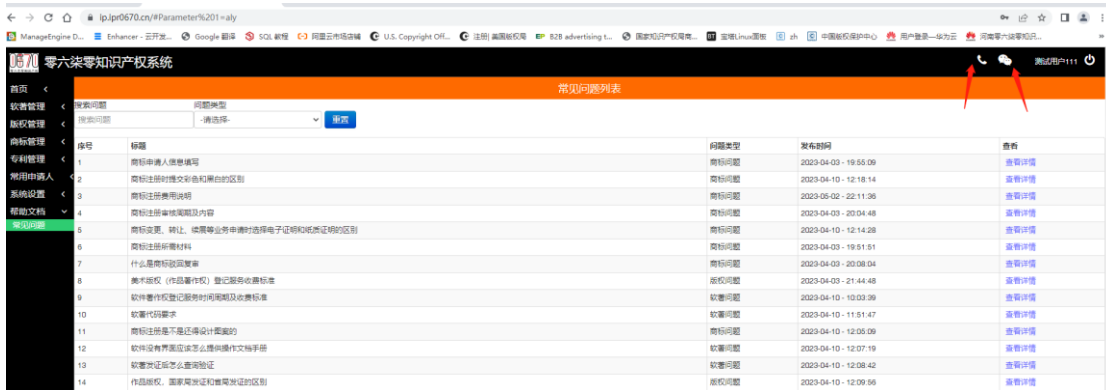 ip.ipr0670.cn/#Parameter%201=aly
ManageEngine D... Enhancer - 云开发... Google 翻译 SQL 教程 阿里云市场店铺 U.S. Copyright Off... 注册| 美国版权局 B2B advertising t... 国家知识产权局商... 宝塔Linux面板 zh 中国版权保护中心 用户登录—华为云 河南零六柒零知识...
0670 零六柒零知识产权系统 测试用户111
首页
软著管理
版权管理
商标管理
专利管理
常用申请人
系统设置
帮助文档
常见问题
常见问题列表
搜索问题 问题类型
搜索问题 -请选择- 重置
序号 标题 问题类型 发布时间 查看
1 商标申请人信息填写 商标问题 2023-04-03 - 19:55:09 查看详情
2 商标注册时提交彩色和黑白的区别 商标问题 2023-04-10 - 12:18:14 查看详情
3 商标注册费用说明 商标问题 2023-05-02 - 22:11:36 查看详情
4 商标注册审核周期及内容 商标问题 2023-04-03 - 20:04:48 查看详情
5 商标变更、转让、续展等业务申请时选择电子证明和纸质证明的区别 商标问题 2023-04-10 - 12:14:28 查看详情
6 商标注册所需材料 商标问题 2023-04-03 - 19:51:51 查看详情
7 什么是商标驳回复审 商标问题 2023-04-03 - 20:08:04 查看详情
8 美术版权（作品著作权）登记服务收费标准 版权问题 2023-04-03 - 21:44:48 查看详情
9 软件著作权登记服务时间周期及收费标准 软著问题 2023-04-10 - 10:03:39 查看详情
10 软著代码要求 软著问题 2023-04-10 - 11:51:47 查看详情
11 商标注册是不是还得设计图案的 商标问题 2023-04-10 - 12:05:09 查看详情
12 软件没有界面应该怎么提供操作文档手册 软著问题 2023-04-10 - 12:07:19 查看详情
13 软著发证后怎么查询验证 软著问题 2023-04-10 - 12:08:42 查看详情
14 作品版权，国家局发证和省局发证的区别 版权问题 2023-04-10 - 12:09:56 查看详情